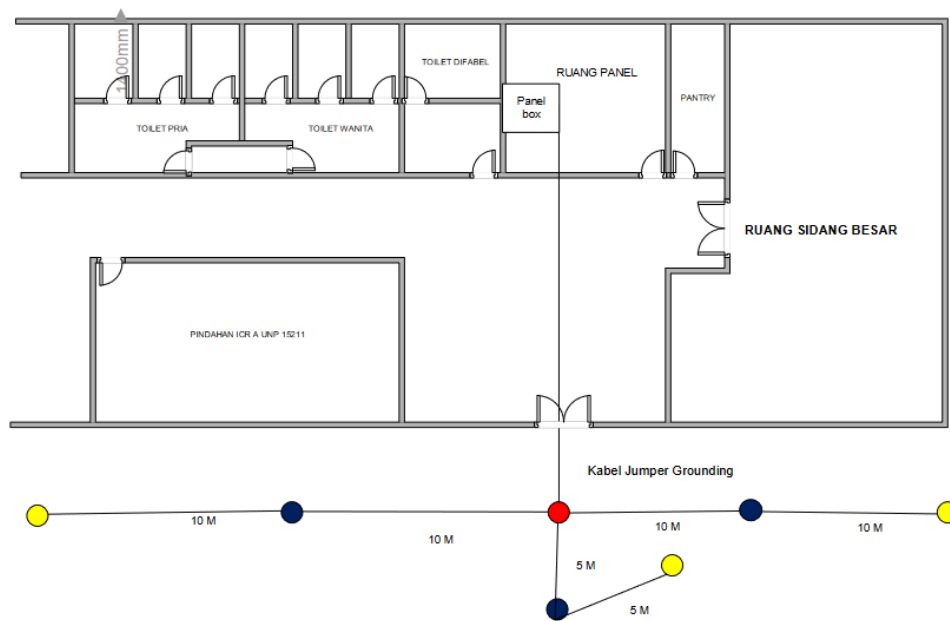 1400mm
TOILET DIFABEL
RUANG PANEL
Panel
box
PANTRY
TOILET PRIA
TOILET WANITA
RUANG SIDANG BESAR
PINDAHAN ICR A UNP 15211
Kabel Jumper Grounding
10 M
10 M
10 M
10 M
5 M
5 M